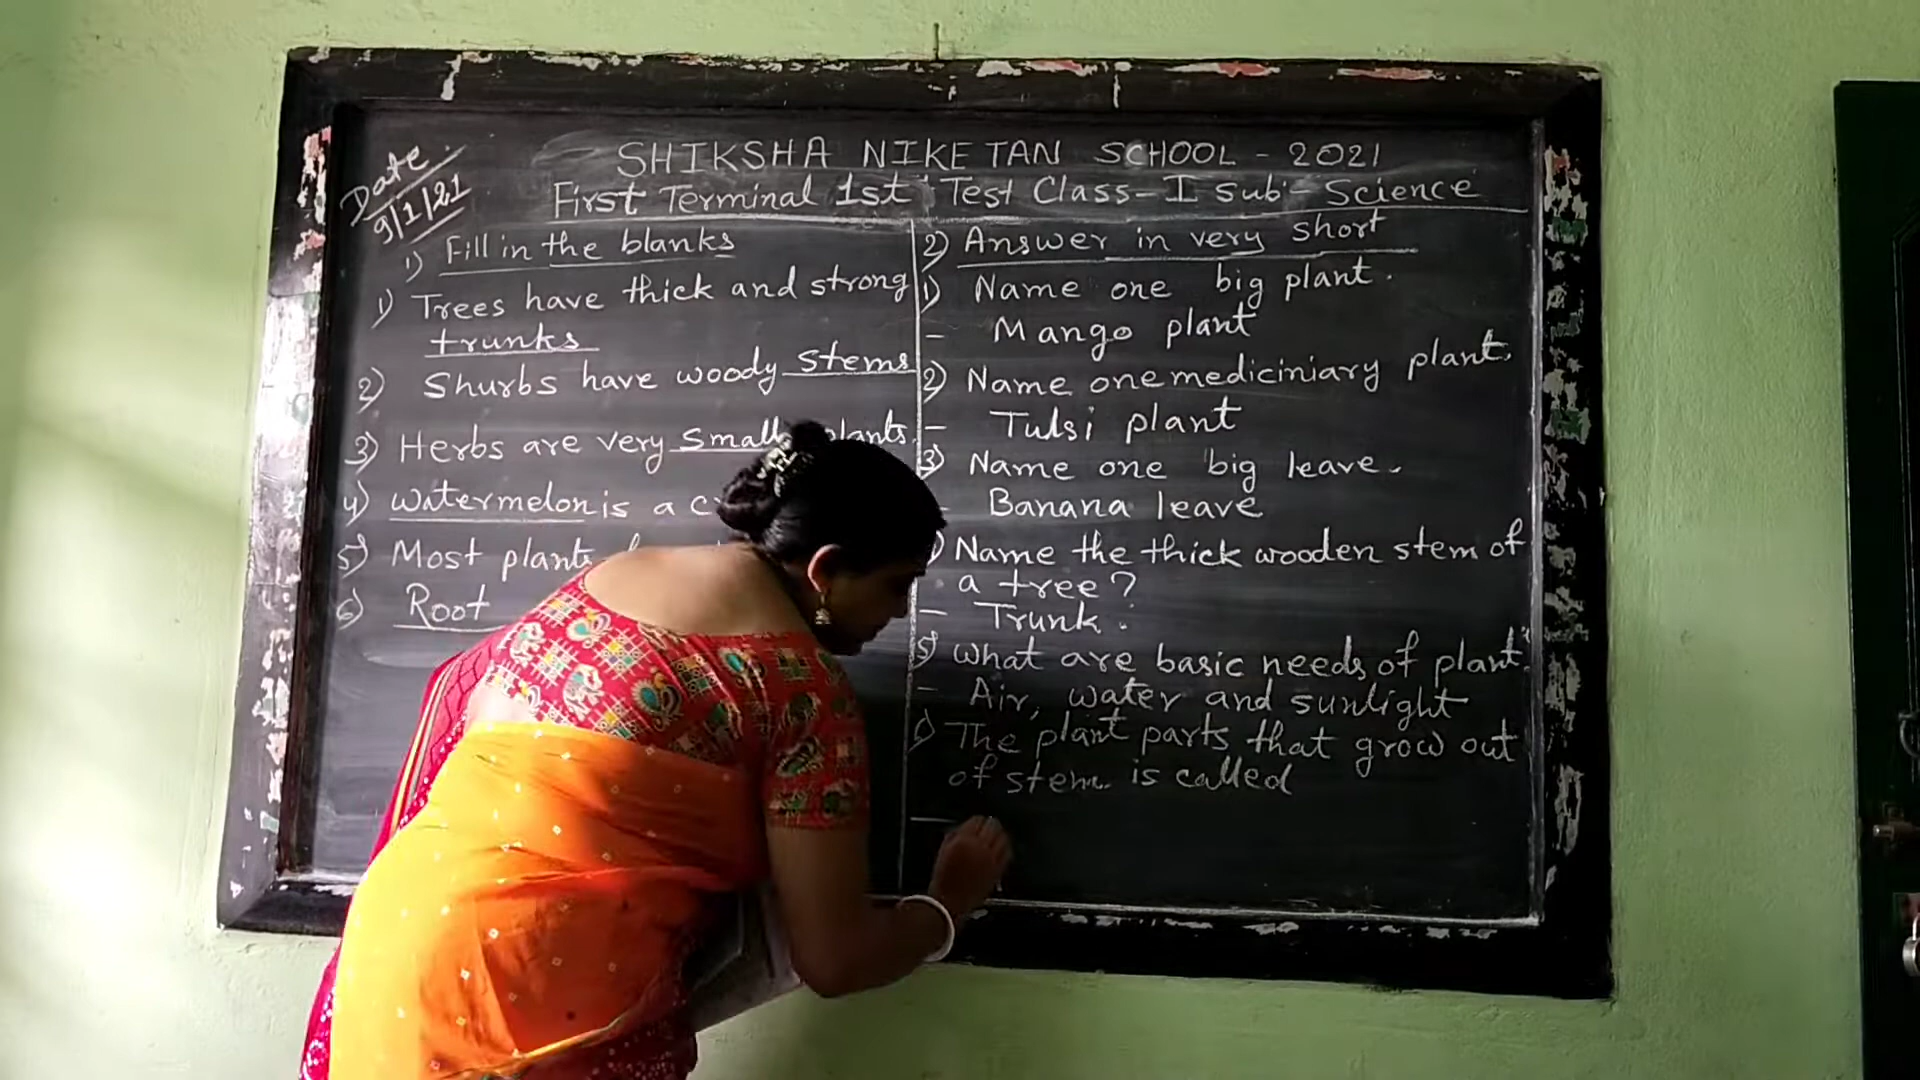 SHIKSHA NIKETAN SCHOOL - 2021
First Terminal 1st Test Class-I Sub:- Science
Date.
9/1/21
1) Fill in the blanks
1) Trees have thick and strong
trunks
2) Shurbs have woody stems
3) Herbs are very small plants.
4) watermelon is a
5) Most plants
6) Root
2) Answer in very short
1) Name one big plant.
- Mango plant
2) Name one mediciniary plant.
- Tulsi plant
3) Name one big leave.
- Banana leave
Name the thick wooden stem of
a tree?
- Trunk.
5) What are basic needs of plant?
- Air, water and sunlight
6) The plant parts that grow out
of stem is called